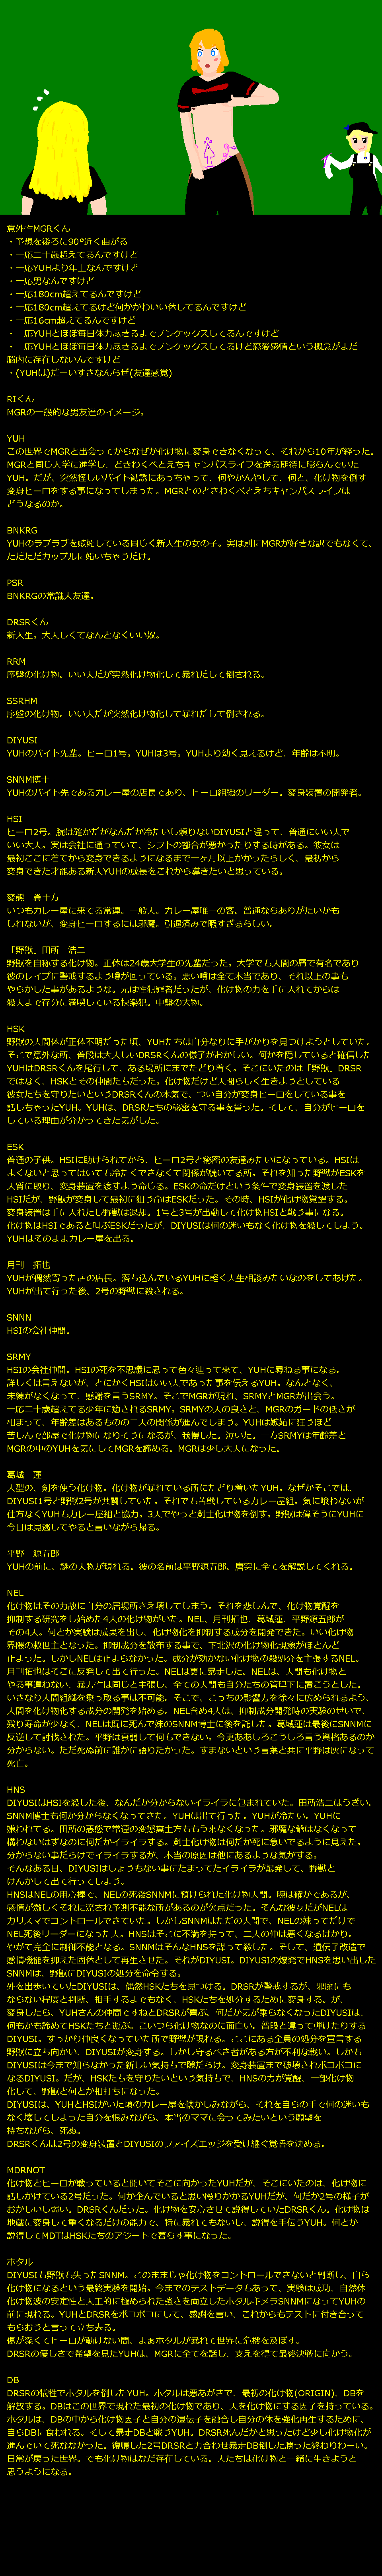 意外性MGRくん
・予想を後ろに90°近く曲がる
・一応二十歳超えてるんですけど
・一応YUHより年上なんですけど
・一応男なんですけど
・一応180cm超えてるんですけど
・一応180cm超えてるけど何かかわいい体してるんですけど
・一応16cm超えてるんですけど
・一応YUHとほぼ毎日体力尽きるまでノンケックスしてるんですけど
・一応YUHとほぼ毎日体力尽きるまでノンケックスしてるけど恋愛感情という概念がまだ
脳内に存在しないんですけど
・(YUHは)だーいすきなんらぜ(友達感覚)
RIくん
MGRの一般的な男友達のイメージ。
YUH
この世界でMGRと出会ってからなぜか化け物に変身できなくなって、それから10年が経った。
MGRと同じ大学に進学し、どきわくべとえちキャンパスライフを送る期待に膨らんでいた
YUH。だが、突然怪しいバイト勧誘にあっちゃって、何やかんやして、何と、化け物を倒す
変身ヒーロをする事になってしまった。MGRとのどきわくべとえちキャンパスライフは
どうなるのか。
BNKRG
YUHのラブラブを嫉妬している同じく新入生の女の子。実は別にMGRが好きな訳でもなくて、
ただただカップルに妬いちゃうだけ。
PSR
BNKRGの常識人友達。
DRSRくん
新入生。大人しくてなんとなくいい奴。
RRM
序盤の化け物。いい人だが突然化け物化して暴れだして倒される。
SSRHM
序盤の化け物。いい人だが突然化け物化して暴れだして倒される。
DIYUSI
YUHのバイト先輩。ヒーロ1号。YUHは3号。YUHより幼く見えるけど、年齢は不明。
SNNM博士
YUHのバイト先であるカレー屋の店長であり、ヒーロ組織のリーダー。変身装置の開発者。
HSI
ヒーロ2号。腕は確かだがなんだか冷たいし頼りないDIYUSIと違って、普通にいい人で
いい大人。実は会社に通っていて、シフトの都合が悪かったりする時がある。彼女は
最初ここに着てから変身できるようになるまで一ヶ月以上かかったらしく、最初から
変身できた才能ある新人YUHの成長をこれから導きたいと思っている。
変態　糞土方
いつもカレー屋に来てる常連。一般人。カレー屋唯一の客。普通ならありがたいかも
しれないが、変身ヒーロするには邪魔。引退済みで暇すぎるらしい。
「野獣」田所　浩二
野獣を自称する化け物。正体は24歳大学生の先輩だった。大学でも人間の屑で有名であり
彼のレイプに警戒するよう噂が回っている。悪い噂は全て本当であり、それ以上の事も
やらかした事があるような。元は性犯罪者だったが、化け物の力を手に入れてからは
殺人まで存分に満喫している快楽犯。中盤の大物。
HSK
野獣の人間体が正体不明だった頃、YUHたちは自分なりに手がかりを見つけようとしていた。
そこで意外な所、普段は大人しいDRSRくんの様子がおかしい。何かを隠していると確信した
YUHはDRSRくんを尾行して、ある場所にまでたどり着く。そこにいたのは「野獣」DRSR
ではなく、HSKとその仲間たちだった。化け物だけど人間らしく生きようとしている
彼女たちを守りたいというDRSRくんの本気で、つい自分が変身ヒーロをしている事を
話しちゃったYUH。YUHは、DRSRたちの秘密を守る事を誓った。そして、自分がヒーロを
している理由が分かってきた気がした。
ESK
普通の子供。HSIに助けられてから、ヒーロ2号と秘密の友達みたいになっている。HSIは
よくないと思ってはいても冷たくできなくて関係が続いてる所。それを知った野獣がESKを
人質に取り、変身装置を渡すよう命じる。ESKの命だけという条件で変身装置を渡した
HSIだが、野獣が変身して最初に狙う命はESKだった。その時、HSIが化け物覚醒する。
変身装置は手に入れたし野獣は退却。1号と3号が出動して化け物HSIと戦う事になる。
化け物はHSIであると叫ぶESKだったが、DIYUSIは何の迷いもなく化け物を殺してしまう。
YUHはそのままカレー屋を出る。
月刊　拓也
YUHが偶然寄った店の店長。落ち込んでいるYUHに軽く人生相談みたいなのをしてあげた。
YUHが出て行った後、2号の野獣に殺される。
SNNN
HSIの会社仲間。
SRMY
HSIの会社仲間。HSIの死を不思議に思って色々辿って来て、YUHに尋ねる事になる。
詳しくは言えないが、とにかくHSIはいい人であった事を伝えるYUH。なんとなく、
未練がなくなって、感謝を言うSRMY。そこでMGRが現れ、SRMYとMGRが出会う。
一応二十歳超えてる少年に癒されるSRMY。SRMYの人の良さと、MGRのガードの低さが
相まって、年齢差はあるものの二人の関係が進んでしまう。YUHは嫉妬に狂うほど
苦しんで部屋で化け物になりそうになるが、我慢した。泣いた。一方SRMYは年齢差と
MGRの中のYUHを気にしてMGRを諦める。MGRは少し大人になった。
葛城　蓮
人型の、剣を使う化け物。化け物が暴れている所にたどり着いたYUH。なぜかそこでは、
DIYUSI1号と野獣2号が共闘していた。それでも苦戦しているカレー屋組。気に喰わないが
仕方なくYUHもカレー屋組と協力。3人でやっと剣士化け物を倒す。野獣は偉そうにYUHに
今日は見逃してやると言いながら帰る。
平野　源五郎
YUHの前に、謎の人物が現れる。彼の名前は平野源五郎。唐突に全てを解説してくれる。
NEL
化け物はその力故に自分の居場所さえ壊してしまう。それを悲しんで、化け物覚醒を
抑制する研究をし始めた4人の化け物がいた。NEL、月刊拓也、葛城蓮、平野源五郎が
その4人。何とか実験は成果を出し、化け物化を抑制する成分を開発できた。いい化け物
界隈の救世主となった。抑制成分を散布する事で、下北沢の化け物化現象がほとんど
止まった。しかしNELは止まらなかった。成分が効かない化け物の殺処分を主張するNEL。
月刊拓也はそこに反発して出て行った。NELは更に暴走した。NELは、人間も化け物と
やる事違わない、暴力性は同じと主張し、全ての人間も自分たちの管理下に置こうとした。
いきなり人間組織を乗っ取る事は不可能。そこで、こっちの影響力を徐々に広められるよう、
人間を化け物化する成分の開発を始める。NEL含め4人は、抑制成分開発時の実験のせいで、
残り寿命が少なく、NELは既に死んで妹のSNNM博士に後を託した。葛城蓮は最後にSNNMに
反逆して討伐された。平野は衰弱して何もできない。今更ああしろこうしろ言う資格あるのか
分からない。ただ死ぬ前に誰かに語りたかった。すまないという言葉と共に平野は灰になって
死亡。
HNS
DIYUSIはHSIを殺した後、なんだか分からないイライラに包まれていた。田所浩二はうざい。
SNNM博士も何か分からなくなってきた。YUHは出て行った。YUHが冷たい。YUHに
嫌われてる。田所の悪態で常連の変態糞土方ももう来なくなった。邪魔な爺はなくなって
構わないはずなのに何だかイライラする。剣士化け物は何だか死に急いでるように見えた。
分からない事だらけでイライラするが、本当の原因は他にあるような気がする。
そんなある日、DIYUSIはしょうもない事にたまってたイライラが爆発して、野獣と
けんかして出て行ってしまう。
HNSはNELの用心棒で、NELの死後SNNMに預けられた化け物人間。腕は確かであるが、
感情が激しくそれに流され予測不能な所があるのが欠点だった。そんな彼女だがNELは
カリスマでコントロールできていた。しかしSNNMはただの人間で、NELの妹ってだけで
NEL死後リーダーになった人。HNSはそこに不満を持ってて、二人の仲は悪くなるばかり。
やがて完全に制御不能となる。SNNMはそんなHNSを謀って殺した。そして、遺伝子改造で
感情機能を抑えた固体として再生させた。それがDIYUSI。DIYUSIの爆発でHNSを思い出した
SNNMは、野獣にDIYUSIの処分を命令する。
外を出歩いていたDIYUSIは、偶然HSKたちを見つける。DRSRが警戒するが、邪魔にも
ならない程度と判断、相手するまでもなく、HSKたちを処分するために変身する。が、
変身したら、YUHさんの仲間ですねとDRSRが喜ぶ。何だか気が乗らなくなったDIYUSIは、
何もかも諦めてHSKたちと遊ぶ。こいつら化け物なのに面白い。普段と違って弾けたりする
DIYUSI。すっかり仲良くなっていた所で野獣が現れる。ここにある全員の処分を宣言する
野獣に立ち向かい、DIYUSIが変身する。しかし守るべき者がある方が不利な戦い。しかも
DIYUSIは今まで知らなかった新しい気持ちで隙だらけ。変身装置まで破壊されボコボコに
なるDIYUSI。だが、HSKたちを守りたいという気持ちで、HNSの力が覚醒、一部化け物
化して、野獣と何とか相打ちになった。
DIYUSIは、YUHとHSIがいた頃のカレー屋を懐かしみながら、それを自らの手で何の迷いも
なく壊してしまった自分を恨みながら、本当のママに会ってみたいという願望を
持ちながら、死ぬ。
DRSRくんは2号の変身装置とDIYUSIのファイズエッジを受け継ぐ覚悟を決める。
MDRNOT
化け物とヒーロが戦っていると聞いてそこに向かったYUHだが、そこにいたのは、化け物に
話しかけている2号だった。何か企んでいると思い殴りかかるYUHだが、何だか2号の様子が
おかしいし弱い。DRSRくんだった。化け物を安心させて説得していたDRSRくん。化け物は
地蔵に変身して重くなるだけの能力で、特に暴れてもないし、説得を手伝うYUH。何とか
説得してMDTはHSKたちのアジートで暮らす事になった。
ホタル
DIYUSIも野獣も失ったSNNM。このままじゃ化け物をコントロールできないと判断し、自ら
化け物になるという最終実験を開始。今までのテストデータもあって、実験は成功、自然体
化け物波の安定性と人工的に極められた強さを両立したホタルキメラSNNMになってYUHの
前に現れる。YUHとDRSRをボコボコにして、感謝を言い、これからもテストに付き合って
もらおうと言って立ち去る。
傷が深くてヒーロが動けない間、まぁホタルが暴れて世界に危機を及ぼす。
DRSRの優しさで希望を見たYUHは、MGRに全てを話し、支えを得て最終決戦に向かう。
DB
DRSRの犠牲でホタルを倒したYUH。ホタルは悪あがきで、最初の化け物(ORIGIN)、DBを
解放する。DBはこの世界で現れた最初の化け物であり、人を化け物にする因子を持っている。
ホタルは、DBの中から化け物因子と自分の遺伝子を融合し自分の体を強化再生するために、
自らDBに食われる。そして暴走DBと戦うYUH。DRSR死んだかと思ったけど少し化け物化が
進んでいて死ななかった。復帰した2号DRSRと力合わせ暴走DB倒した勝った終わりわーい。
日常が戻った世界。でも化け物はなだ存在している。人たちは化け物と一緒に生きようと
思うようになる。